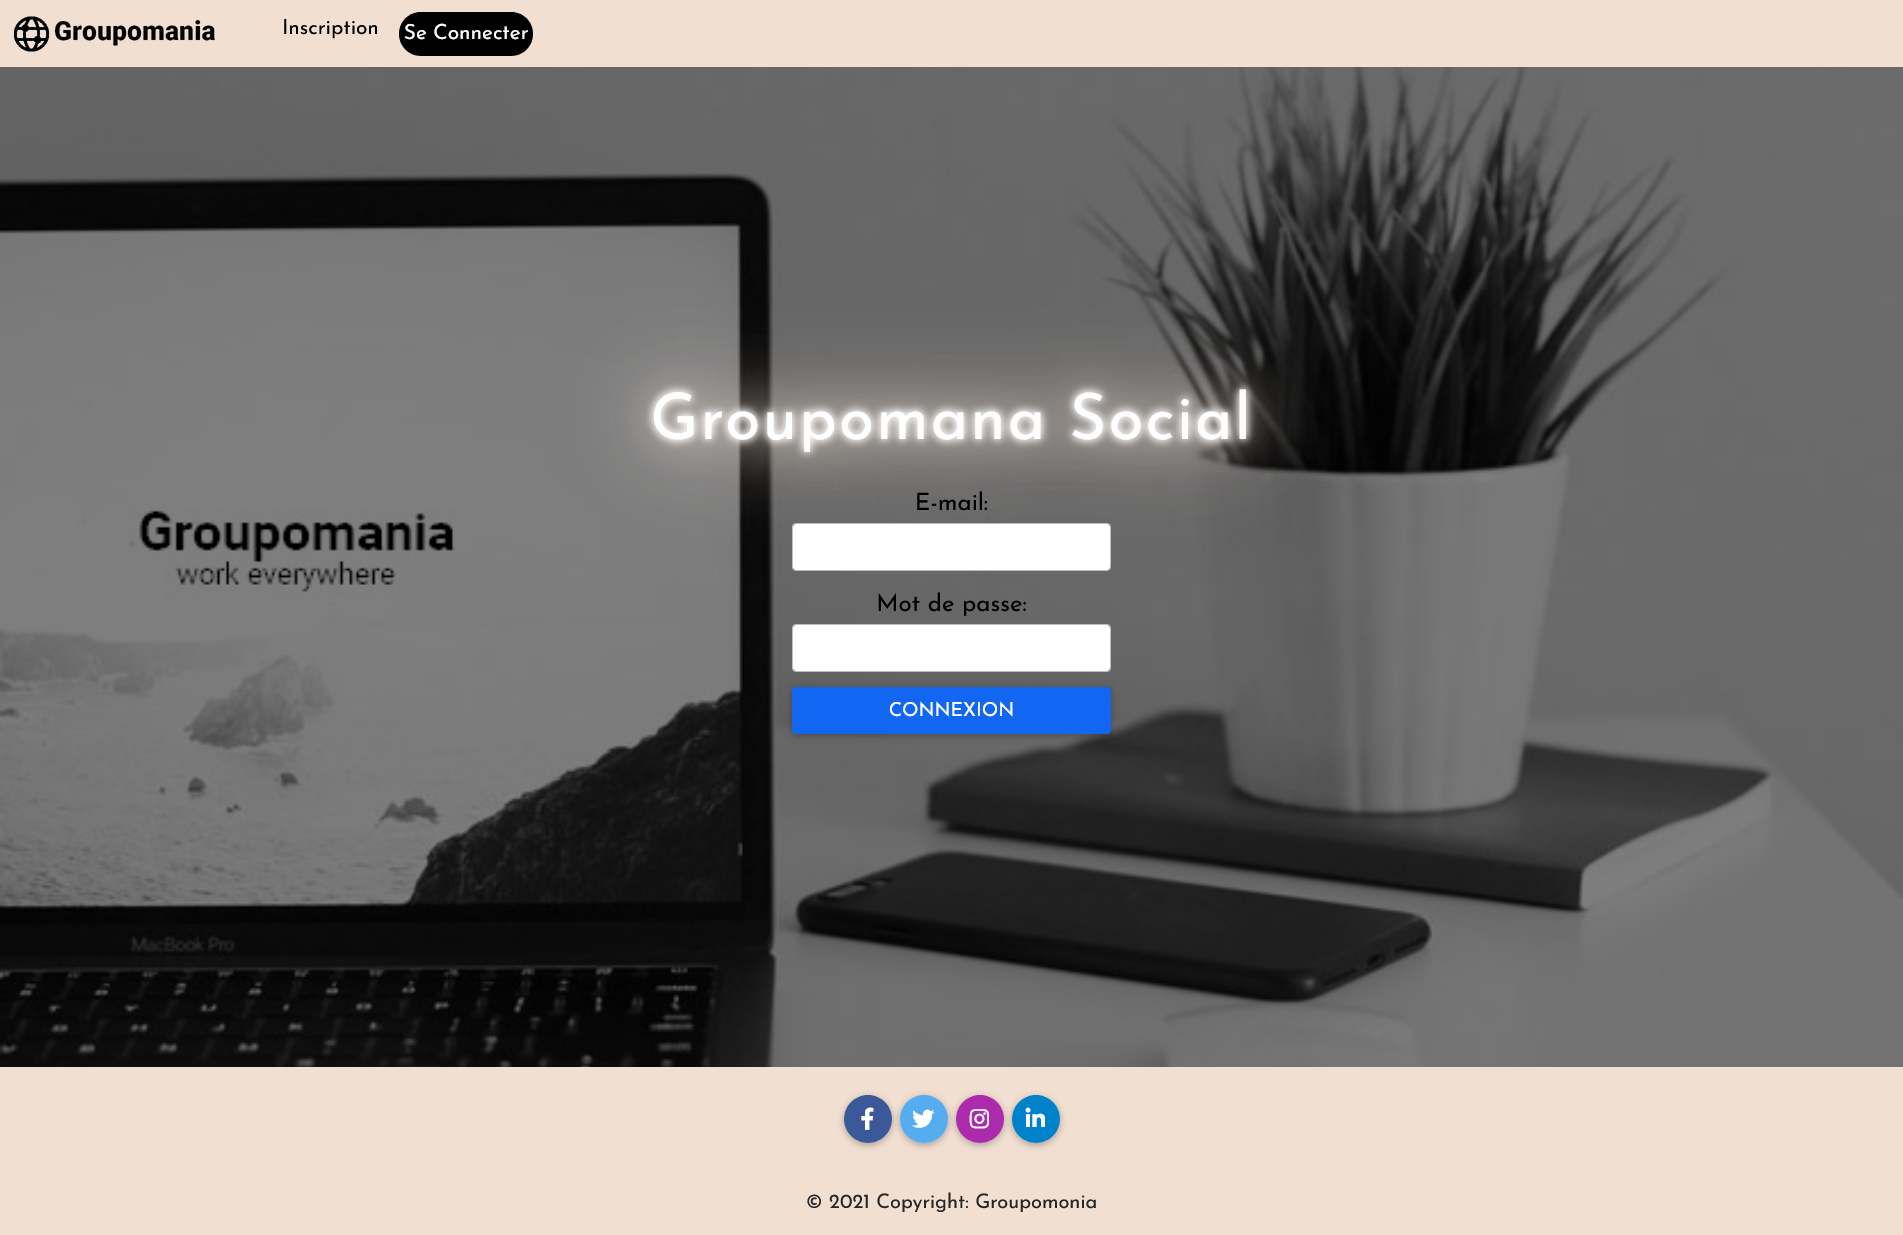 Groupomania
Inscription
Se Connecter
Groupomana Social
E-mail:
Groupomania
work everywhere
Mot de passe:
CONNEXION
MacBook Pro
© 2021 Copyright: Groupomonia